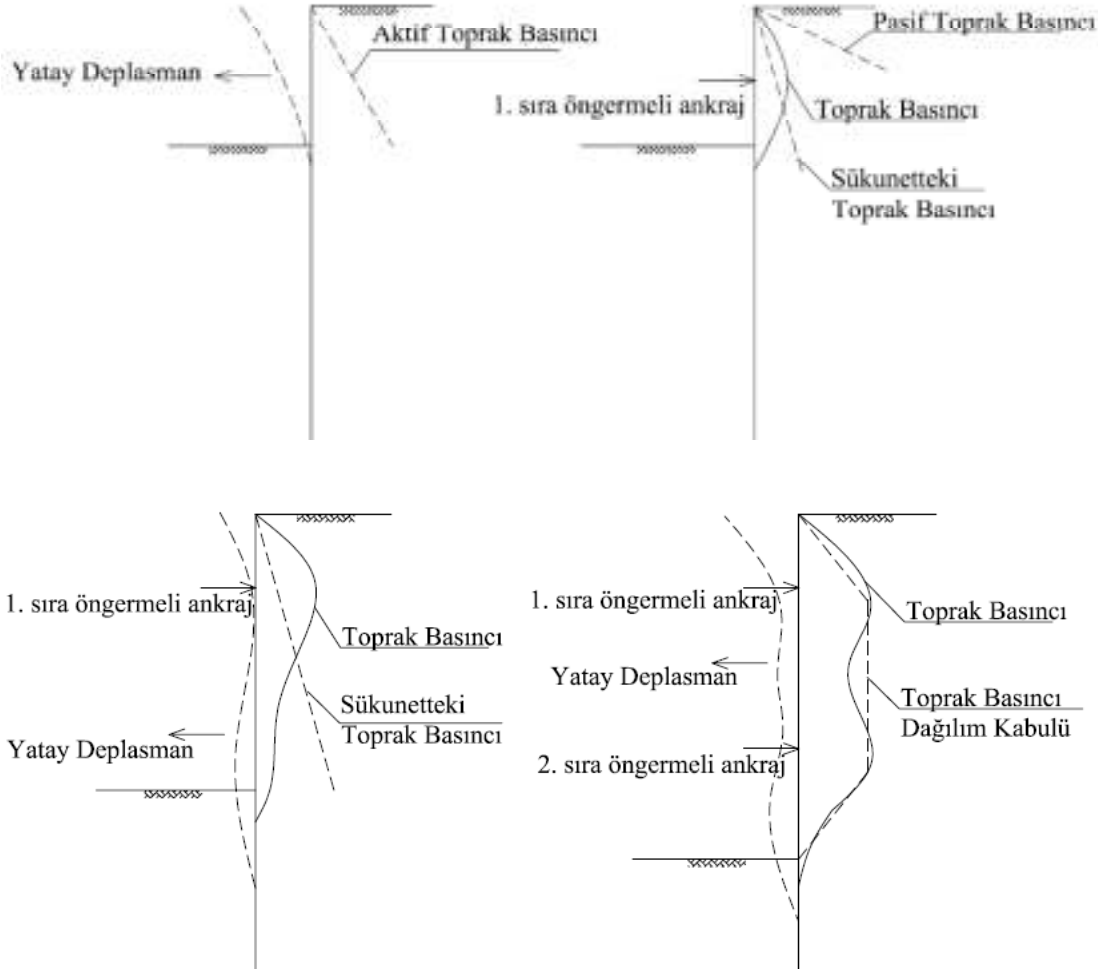 Aktif Toprak Basıncı
Yatay Deplasman
Pasif Toprak Basıncı
1. sıra öngermeli ankraj
Toprak Basıncı
Sükunetteki
Toprak Basıncı
1. sıra öngermeli ankraj
Toprak Basıncı
Sükunetteki
Toprak Basıncı
Yatay Deplasman
1. sıra öngermeli ankraj
Toprak Basıncı
Yatay Deplasman
Toprak Basıncı
Dağılım Kabulü
2. sıra öngermeli ankraj